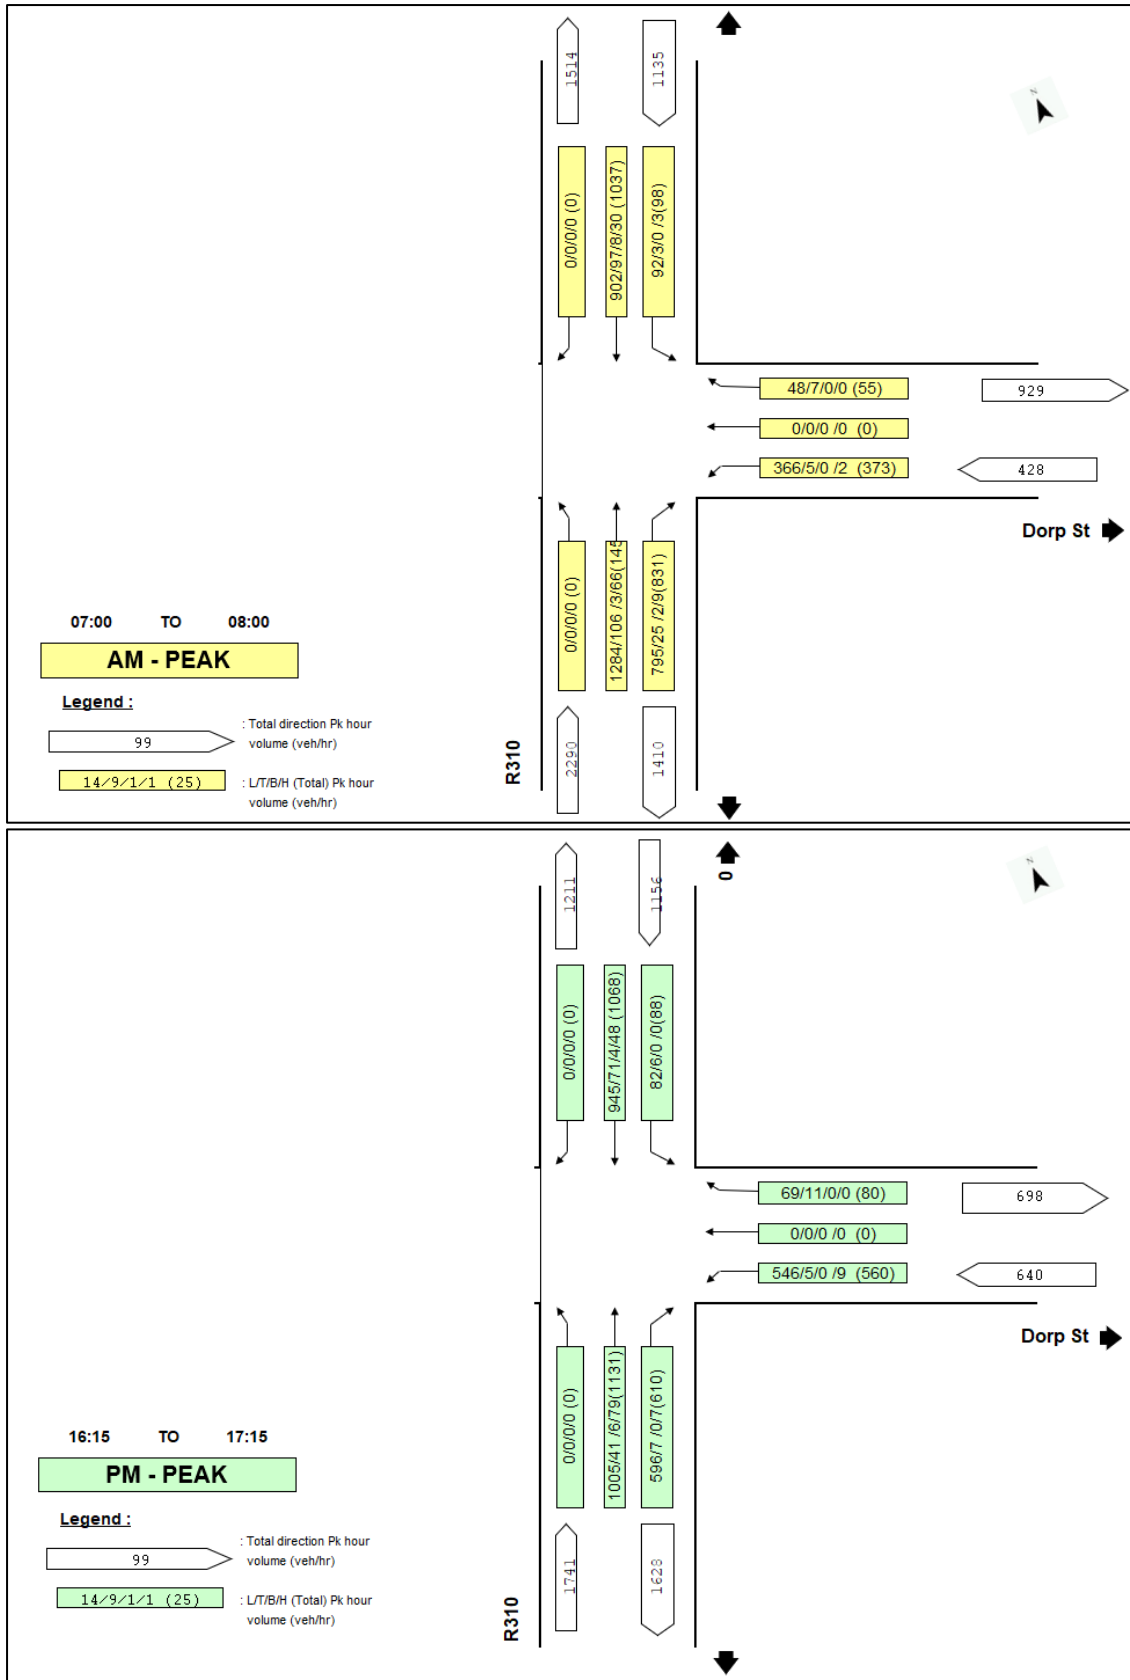 1514
1135
N
0/0/0/0 (0)
902/97/8/30 (1037)
92/3/0 /3(98)
48/7/0/0 (55)
929
0/0/0 /0 (0)
366/5/0 /2 (373)
428
Dorp St
0/0/0/0 (0)
1284/106 /3/66(145
795/25 /2/9(831)
07:00 TO 08:00
AM - PEAK
Legend :
99
: Total direction Pk hour
volume (veh/hr)
14/9/1/1 (25)
: L/T/B/H (Total) Pk hour
volume (veh/hr)
R310
2290
1410
1211
1156
0
N
0/0/0/0 (0)
945/71/4/48 (1068)
82/6/0 /0(88)
69/11/0/0 (80)
698
0/0/0 /0 (0)
546/5/0 /9 (560)
640
Dorp St
0/0/0/0 (0)
1005/41 /6/79(1131)
596/7 /0/7(610)
16:15 TO 17:15
PM - PEAK
Legend :
99
: Total direction Pk hour
volume (veh/hr)
14/9/1/1 (25)
: L/T/B/H (Total) Pk hour
volume (veh/hr)
R310
1741
1628